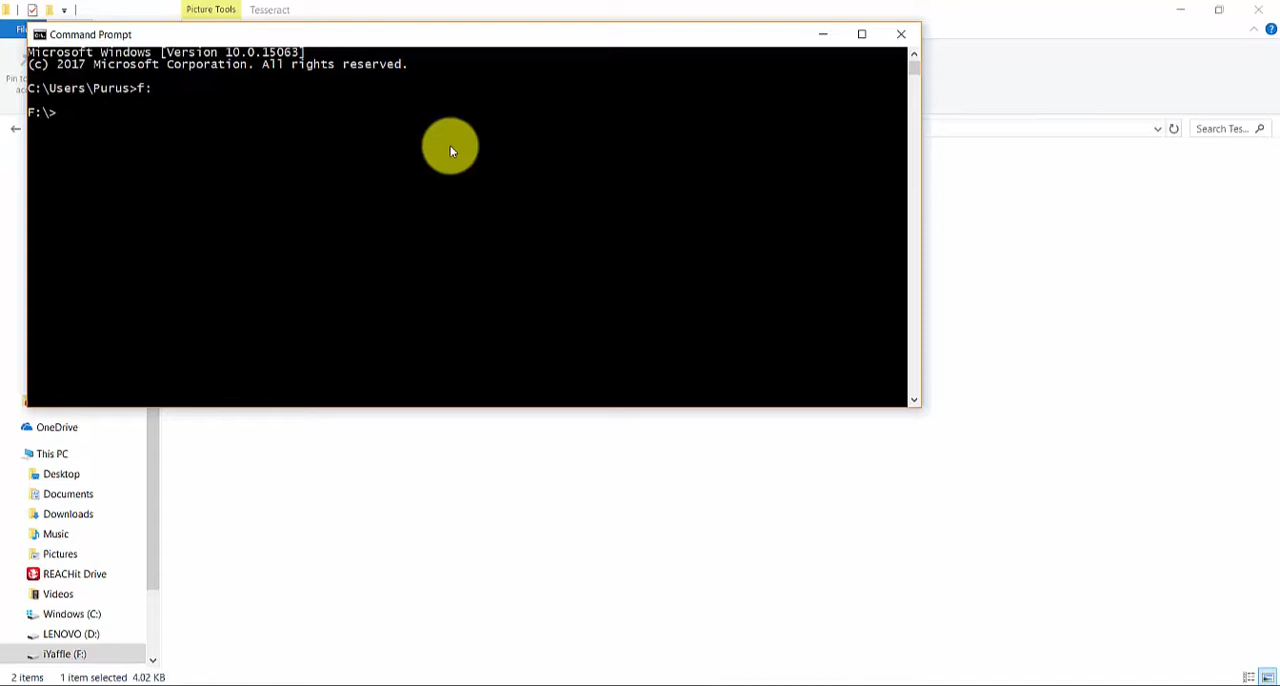 Picture Tools
Tesseract
Command Prompt
Microsoft Windows [Version 10.0.15063]
(c) 2017 Microsoft Corporation. All rights reserved.
C:\Users\Purus>f:
F:\>
Search Tes...
OneDrive
This PC
Desktop
Documents
Downloads
Music
Pictures
REACHit Drive
Videos
Windows (C:)
LENOVO (D:)
iYaffle (F:)
2 items 1 item selected 4.02 KB